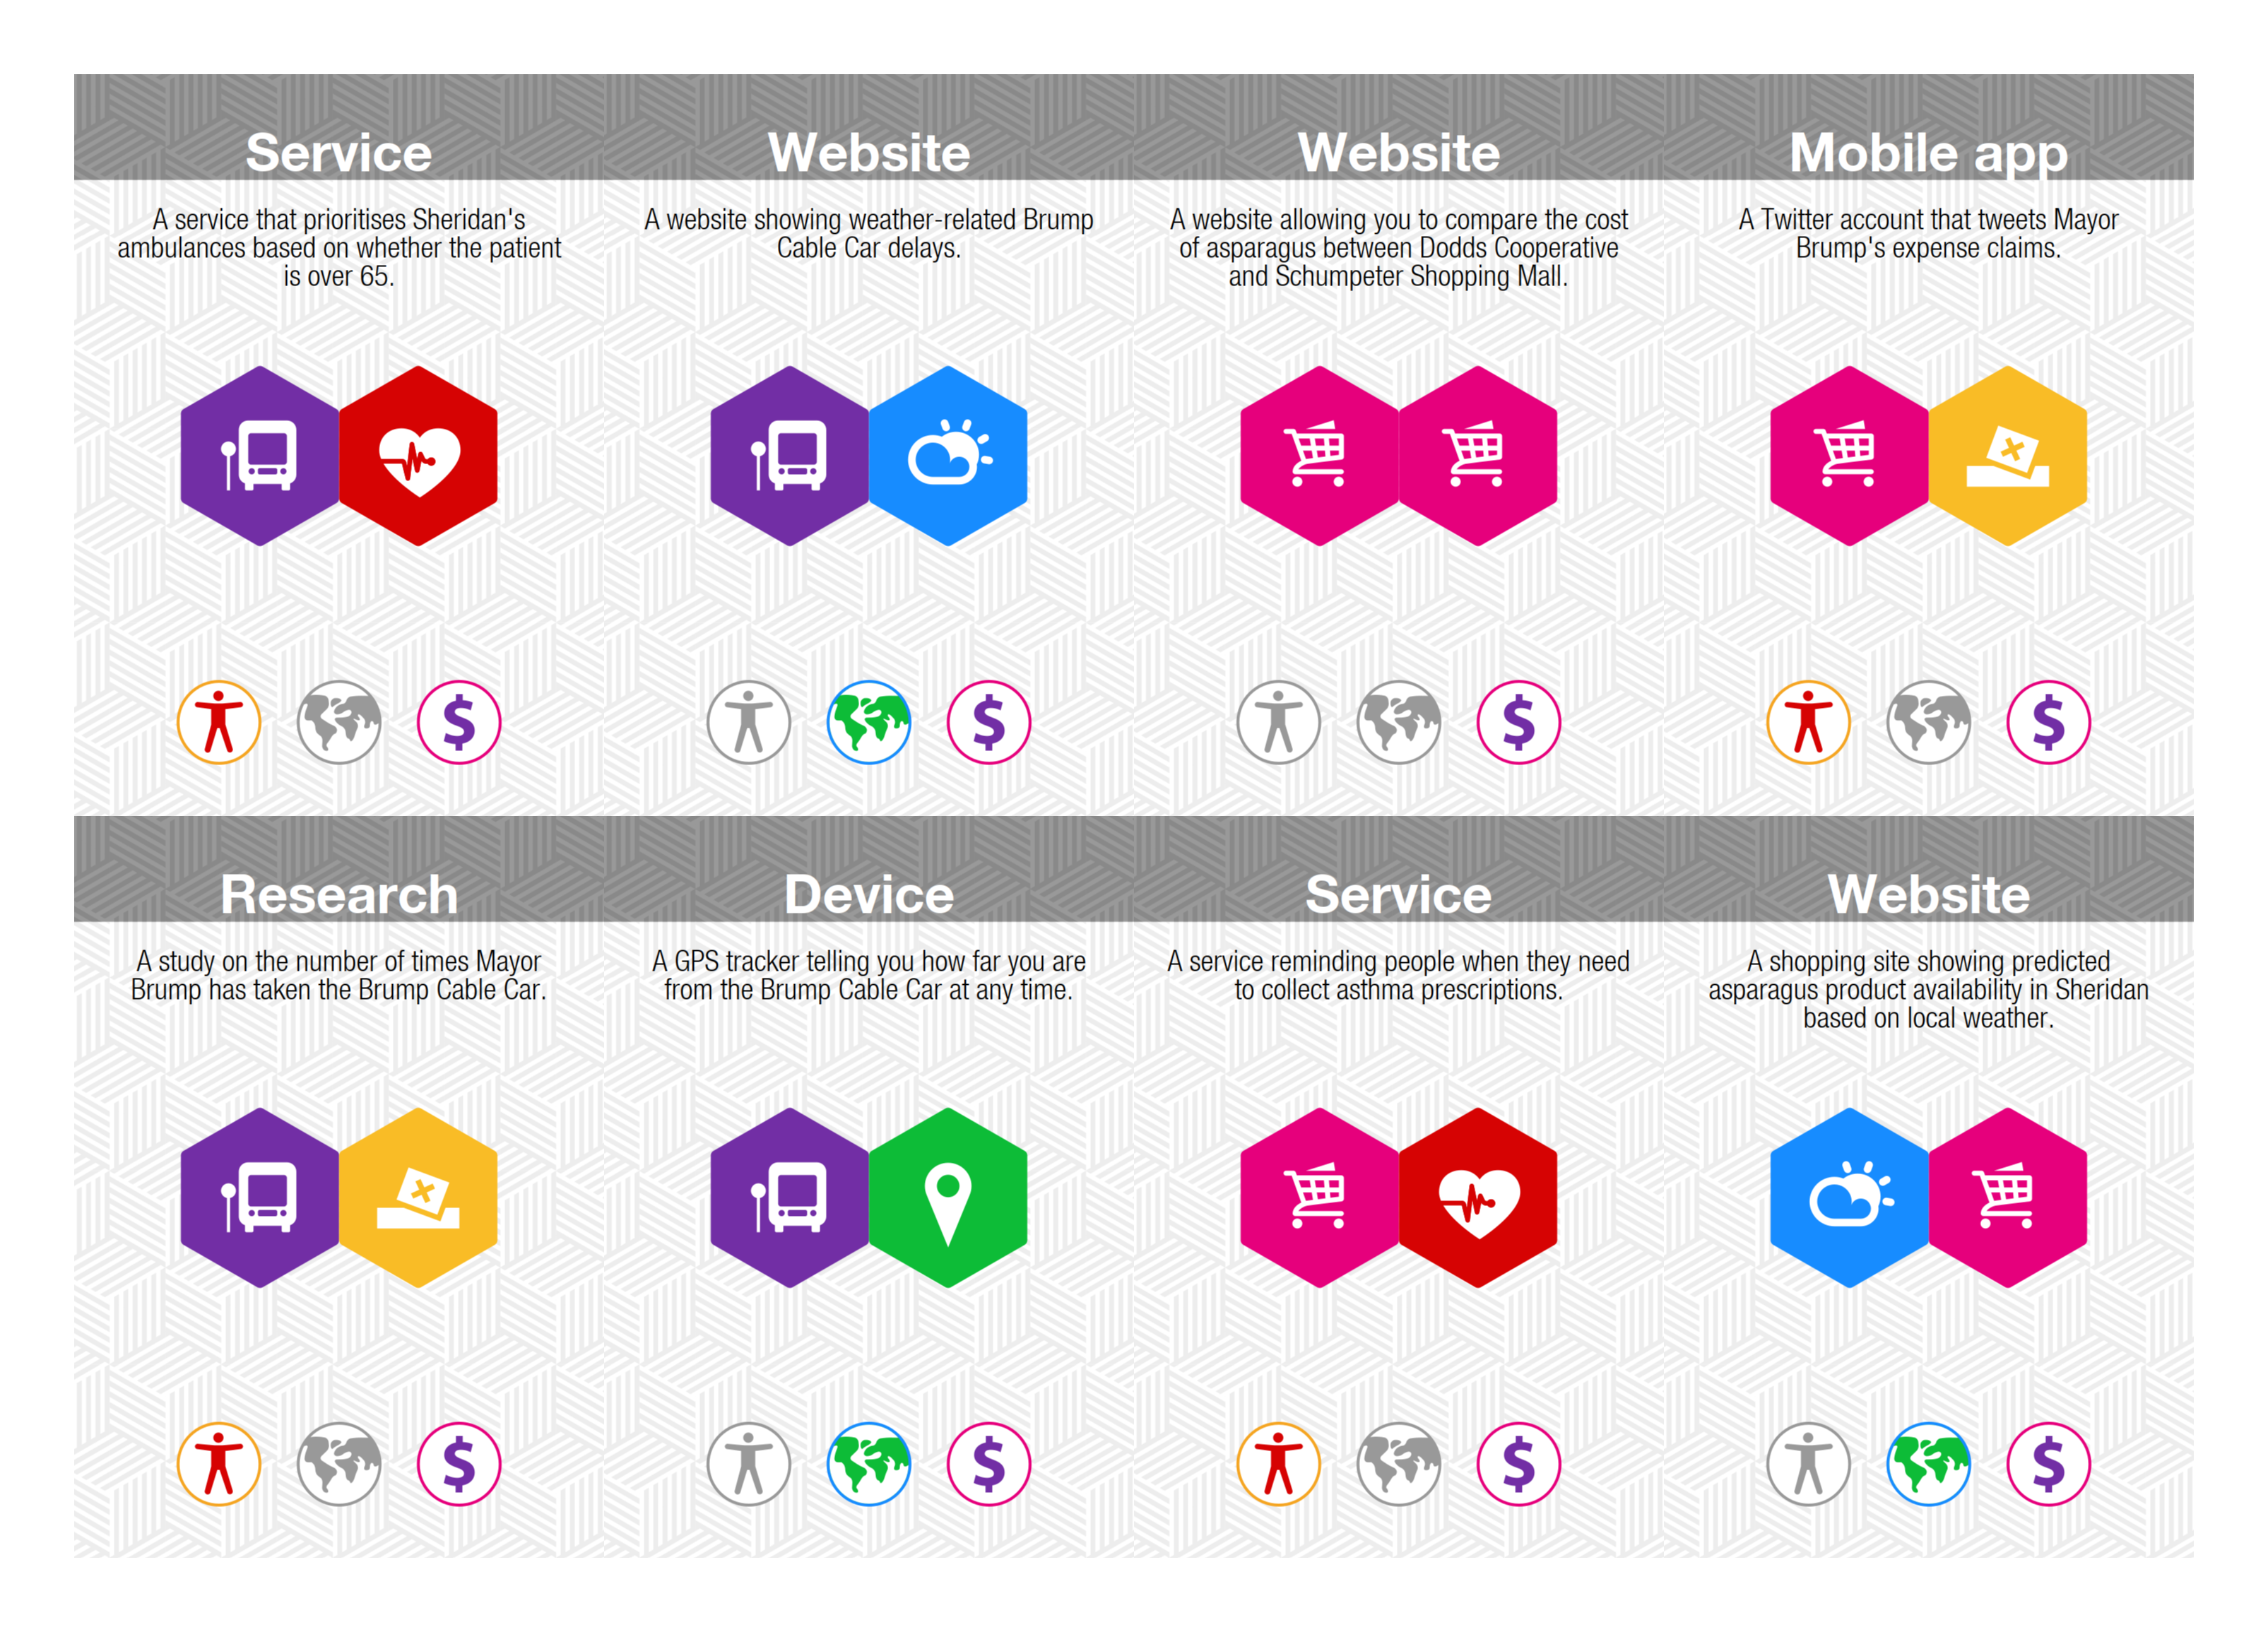 Service
A service that prioritises Sheridan's
ambulances based on whether the patient
is over 65.
Website
A website showing weather-related Brump
Cable Car delays.
Website
A website allowing you to compare the cost
of asparagus between Dodds Cooperative
and Schumpeter Shopping Mall.
Mobile app
A Twitter account that tweets Mayor
Brump's expense claims.
$
$
$
$
Research
A study on the number of times Mayor
Brump has taken the Brump Cable Car.
Device
A GPS tracker telling you how far you are
from the Brump Cable Car at any time.
Service
A service reminding people when they need
to collect asthma prescriptions.
Website
A shopping site showing predicted
asparagus product availability in Sheridan
based on local weather.
$
$
$
$